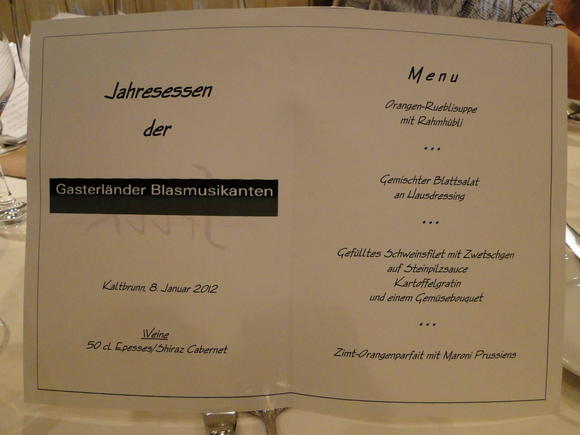 Jahresessen
der
Gasterländer Blasmusikanten
Kaltbrunn, 8. Januar 2012
Weine
50 cl. Epesses/Shiraz Cabernet
Menu
Orangen-Rueblisuppe
mit Rahmhübli
***
Gemischter Blattsalat
an Hausdressing
***
Gefülltes Schweinsfilet mit Zwetschgen
auf Steinpilzsauce
Kartoffelgratin
und einem Gemüsebouquet
***
Zimt-Orangenparfait mit Maroni Prussiens